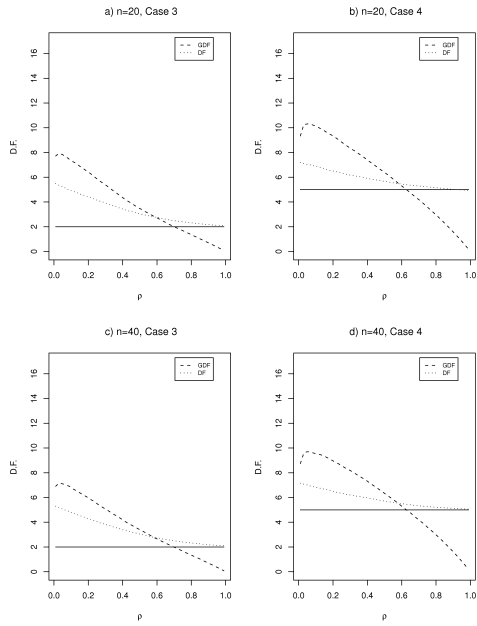 a) n=20, Case 3
GDF
DF
D.F.
0 2 4 6 8 10 12 14 16
0.0 0.2 0.4 0.6 0.8 1.0
ρ
b) n=20, Case 4
GDF
DF
D.F.
0 2 4 6 8 10 12 14 16
0.0 0.2 0.4 0.6 0.8 1.0
ρ
c) n=40, Case 3
GDF
DF
D.F.
0 2 4 6 8 10 12 14 16
0.0 0.2 0.4 0.6 0.8 1.0
ρ
d) n=40, Case 4
GDF
DF
D.F.
0 2 4 6 8 10 12 14 16
0.0 0.2 0.4 0.6 0.8 1.0
ρ